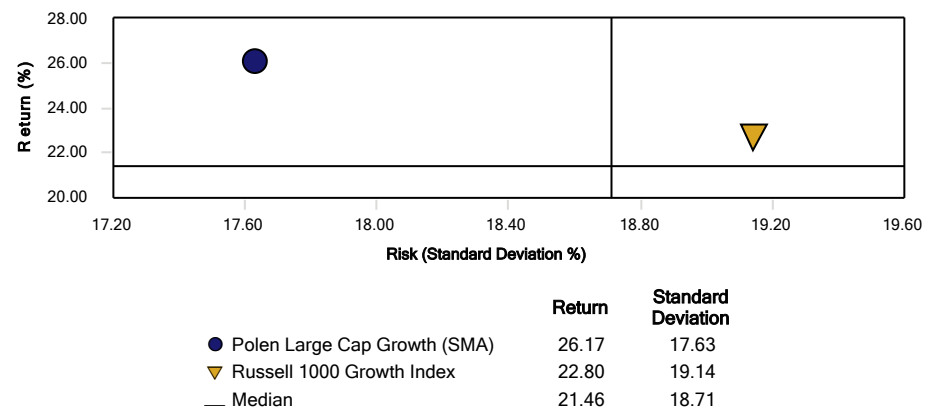 28.00
26.00
24.00
22.00
20.00
Return (%)
17.20 17.60 18.00 18.40 18.80 19.20 19.60
Risk (Standard Deviation %)
Return Standard Deviation
Polen Large Cap Growth (SMA) 26.17 17.63
Russell 1000 Growth Index 22.80 19.14
Median 21.46 18.71